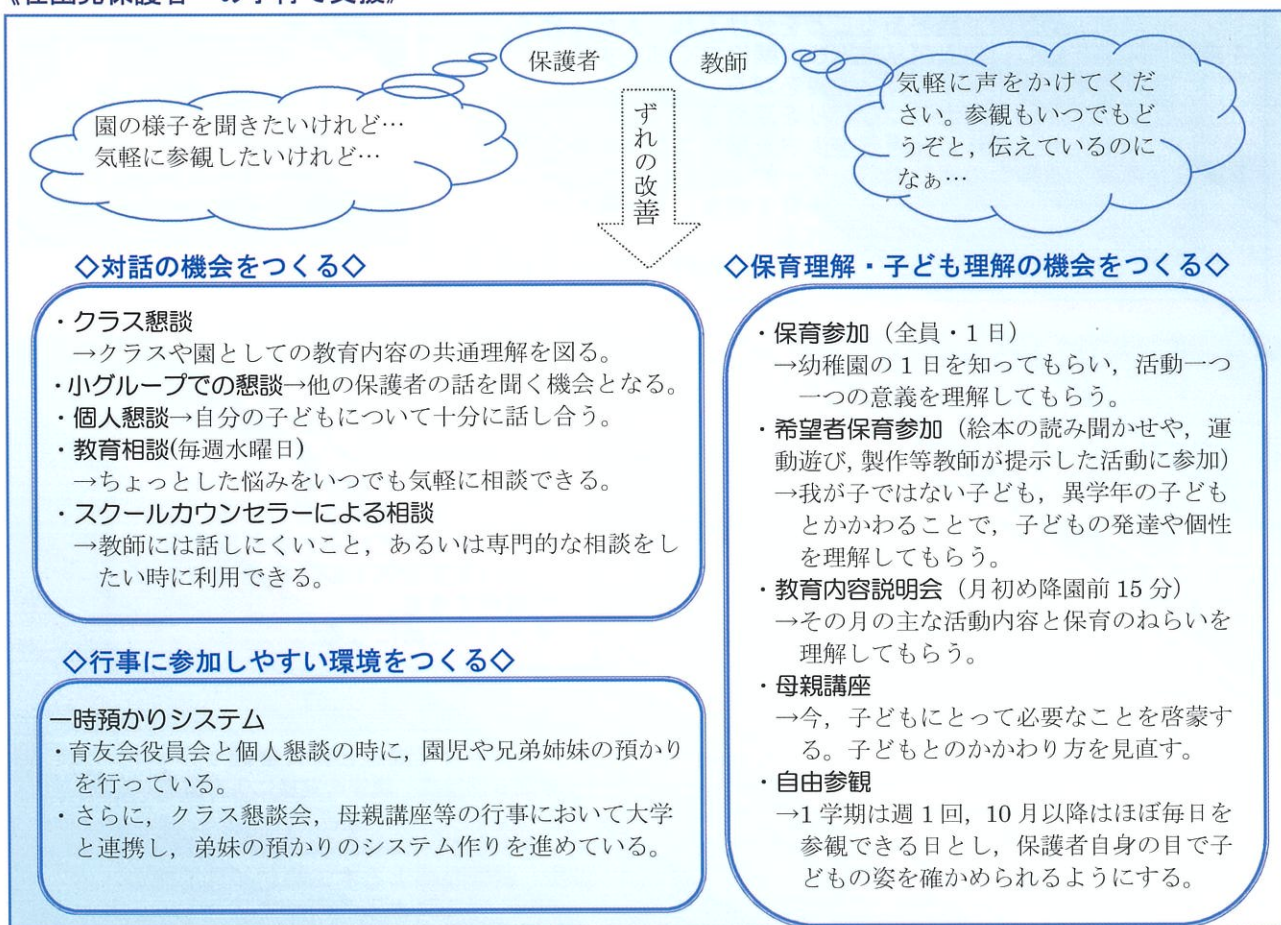 保護者
教師
園の様子を聞きたいけれど…
気軽に参観したいけれど…
気軽に声をかけてくだ
さい。参観もいつでもど
うぞと，伝えているのに
なぁ…
ずれの改善
◇対話の機会をつくる◇
・クラス懇談
→クラスや園としての教育内容の共通理解を図る。
・小グループでの懇談→他の保護者の話を聞く機会となる。
・個人懇談→自分の子どもについて十分に話し合う。
・教育相談(毎週水曜日)
→ちょっとした悩みをいつでも気軽に相談できる。
・スクールカウンセラーによる相談
→教師には話しにくいこと，あるいは専門的な相談をし
たい時に利用できる。
◇行事に参加しやすい環境をつくる◇
一時預かりシステム
・育友会役員会と個人懇談の時に，園児や兄弟姉妹の預かり
を行っている。
・さらに，クラス懇談会，母親講座等の行事において大学
と連携し，弟妹の預かりのシステム作りを進めている。
◇保育理解・子ども理解の機会をつくる◇
・保育参加（全員・1日）
→幼稚園の1日を知ってもらい，活動一つ
一つの意義を理解してもらう。
・希望者保育参加（絵本の読み聞かせや，運
動遊び，製作等教師が提示した活動に参加）
→我が子ではない子ども，異学年の子ども
とかかわることで，子どもの発達や個性
を理解してもらう。
・教育内容説明会（月初め降園前15分）
→その月の主な活動内容と保育のねらいを
理解してもらう。
・母親講座
→今，子どもにとって必要なことを啓蒙す
る。子どもとのかかわり方を見直す。
・自由参観
→1学期は週1回，10月以降はほぼ毎日を
参観できる日とし，保護者自身の目で子
どもの姿を確かめられるようにする。